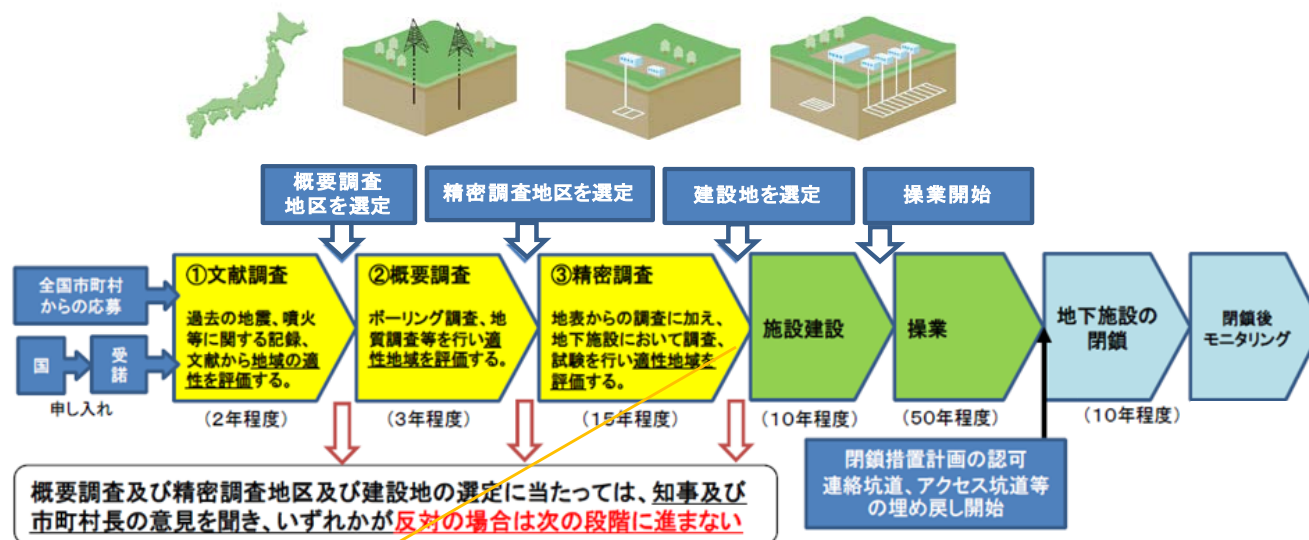 概要調査
地区を選定
精密調査地区を選定
建設地を選定
操業開始
全国市町村
からの応募
国
受諾
申し入れ
①文献調査
過去の地震、噴火
等に関する記録、
文献から地域の適
性を評価する。
(2年程度)
②概要調査
ボーリング調査、地
質調査等を行い適
性地域を評価する。
(3年程度)
③精密調査
地表からの調査に加え、
地下施設において調査、
試験を行い適性地域を
評価する。
(15年程度)
施設建設
(10年程度)
操業
(50年程度)
地下施設の
閉鎖
(10年程度)
閉鎖後
モニタリング
閉鎖措置計画の認可
連絡坑道、アクセス坑道等
の埋め戻し開始
概要調査及び精密調査地区及び建設地の選定に当たっては、知事及び
市町村長の意見を聞き、いずれかが反対の場合は次の段階に進まない